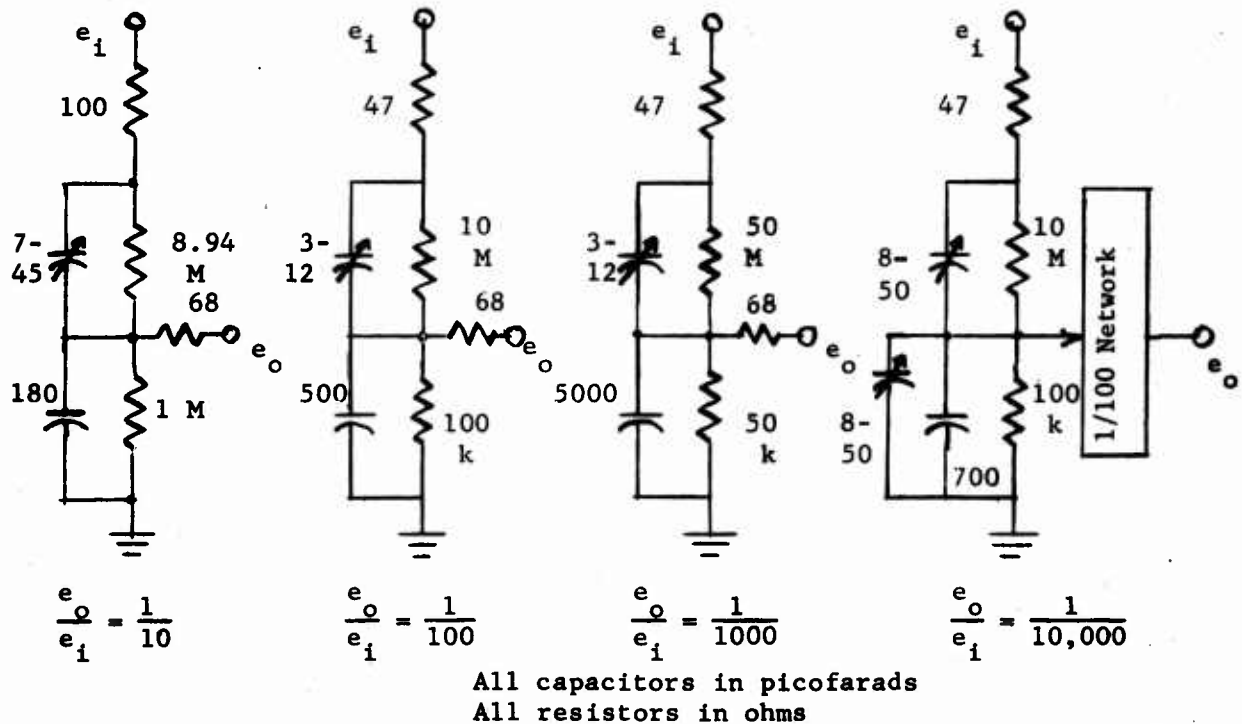 e_i
100
7-
45
8.94
M
68
e_o
180
1 M
e_o/e_i = 1/10
e_i
47
3-
12
10
M
68
e_o
500
100
k
e_o/e_i = 1/100
e_i
47
3-
12
50
M
68
e_o
5000
50
k
e_o/e_i = 1/1000
e_i
47
8-
50
10
M
1/100 Network
e_o
8-
50
700
100
k
e_o/e_i = 1/10,000
All capacitors in picofarads
All resistors in ohms